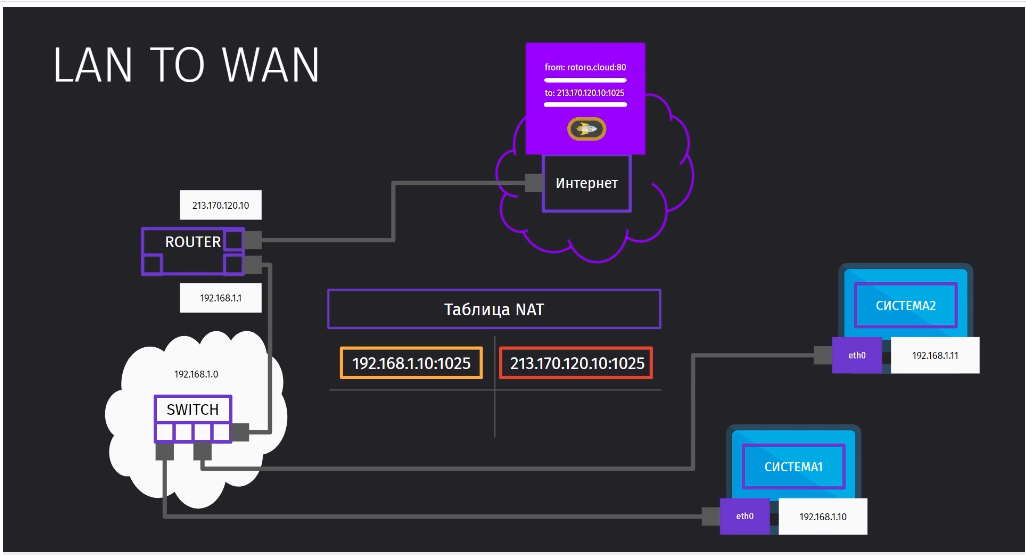 LAN TO WAN
from: rotoro.cloud:80
to: 213.170.120.10:1025
Интернет
213.170.120.10
ROUTER
192.168.1.1
Таблица NAT
192.168.1.10:1025
213.170.120.10:1025
СИСТЕМА2
eth0
192.168.1.11
192.168.1.0
SWITCH
СИСТЕМА1
eth0
192.168.1.10